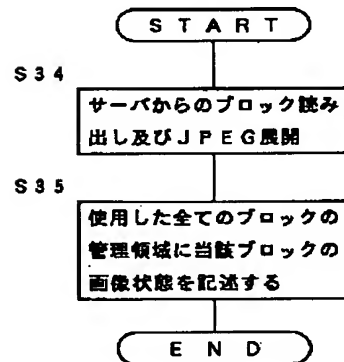 START
S34
サーバからのブロック読み
出し及びJPEG展開
S35
使用した全てのブロックの
管理領域に当該ブロックの
画像状態を記述する
END